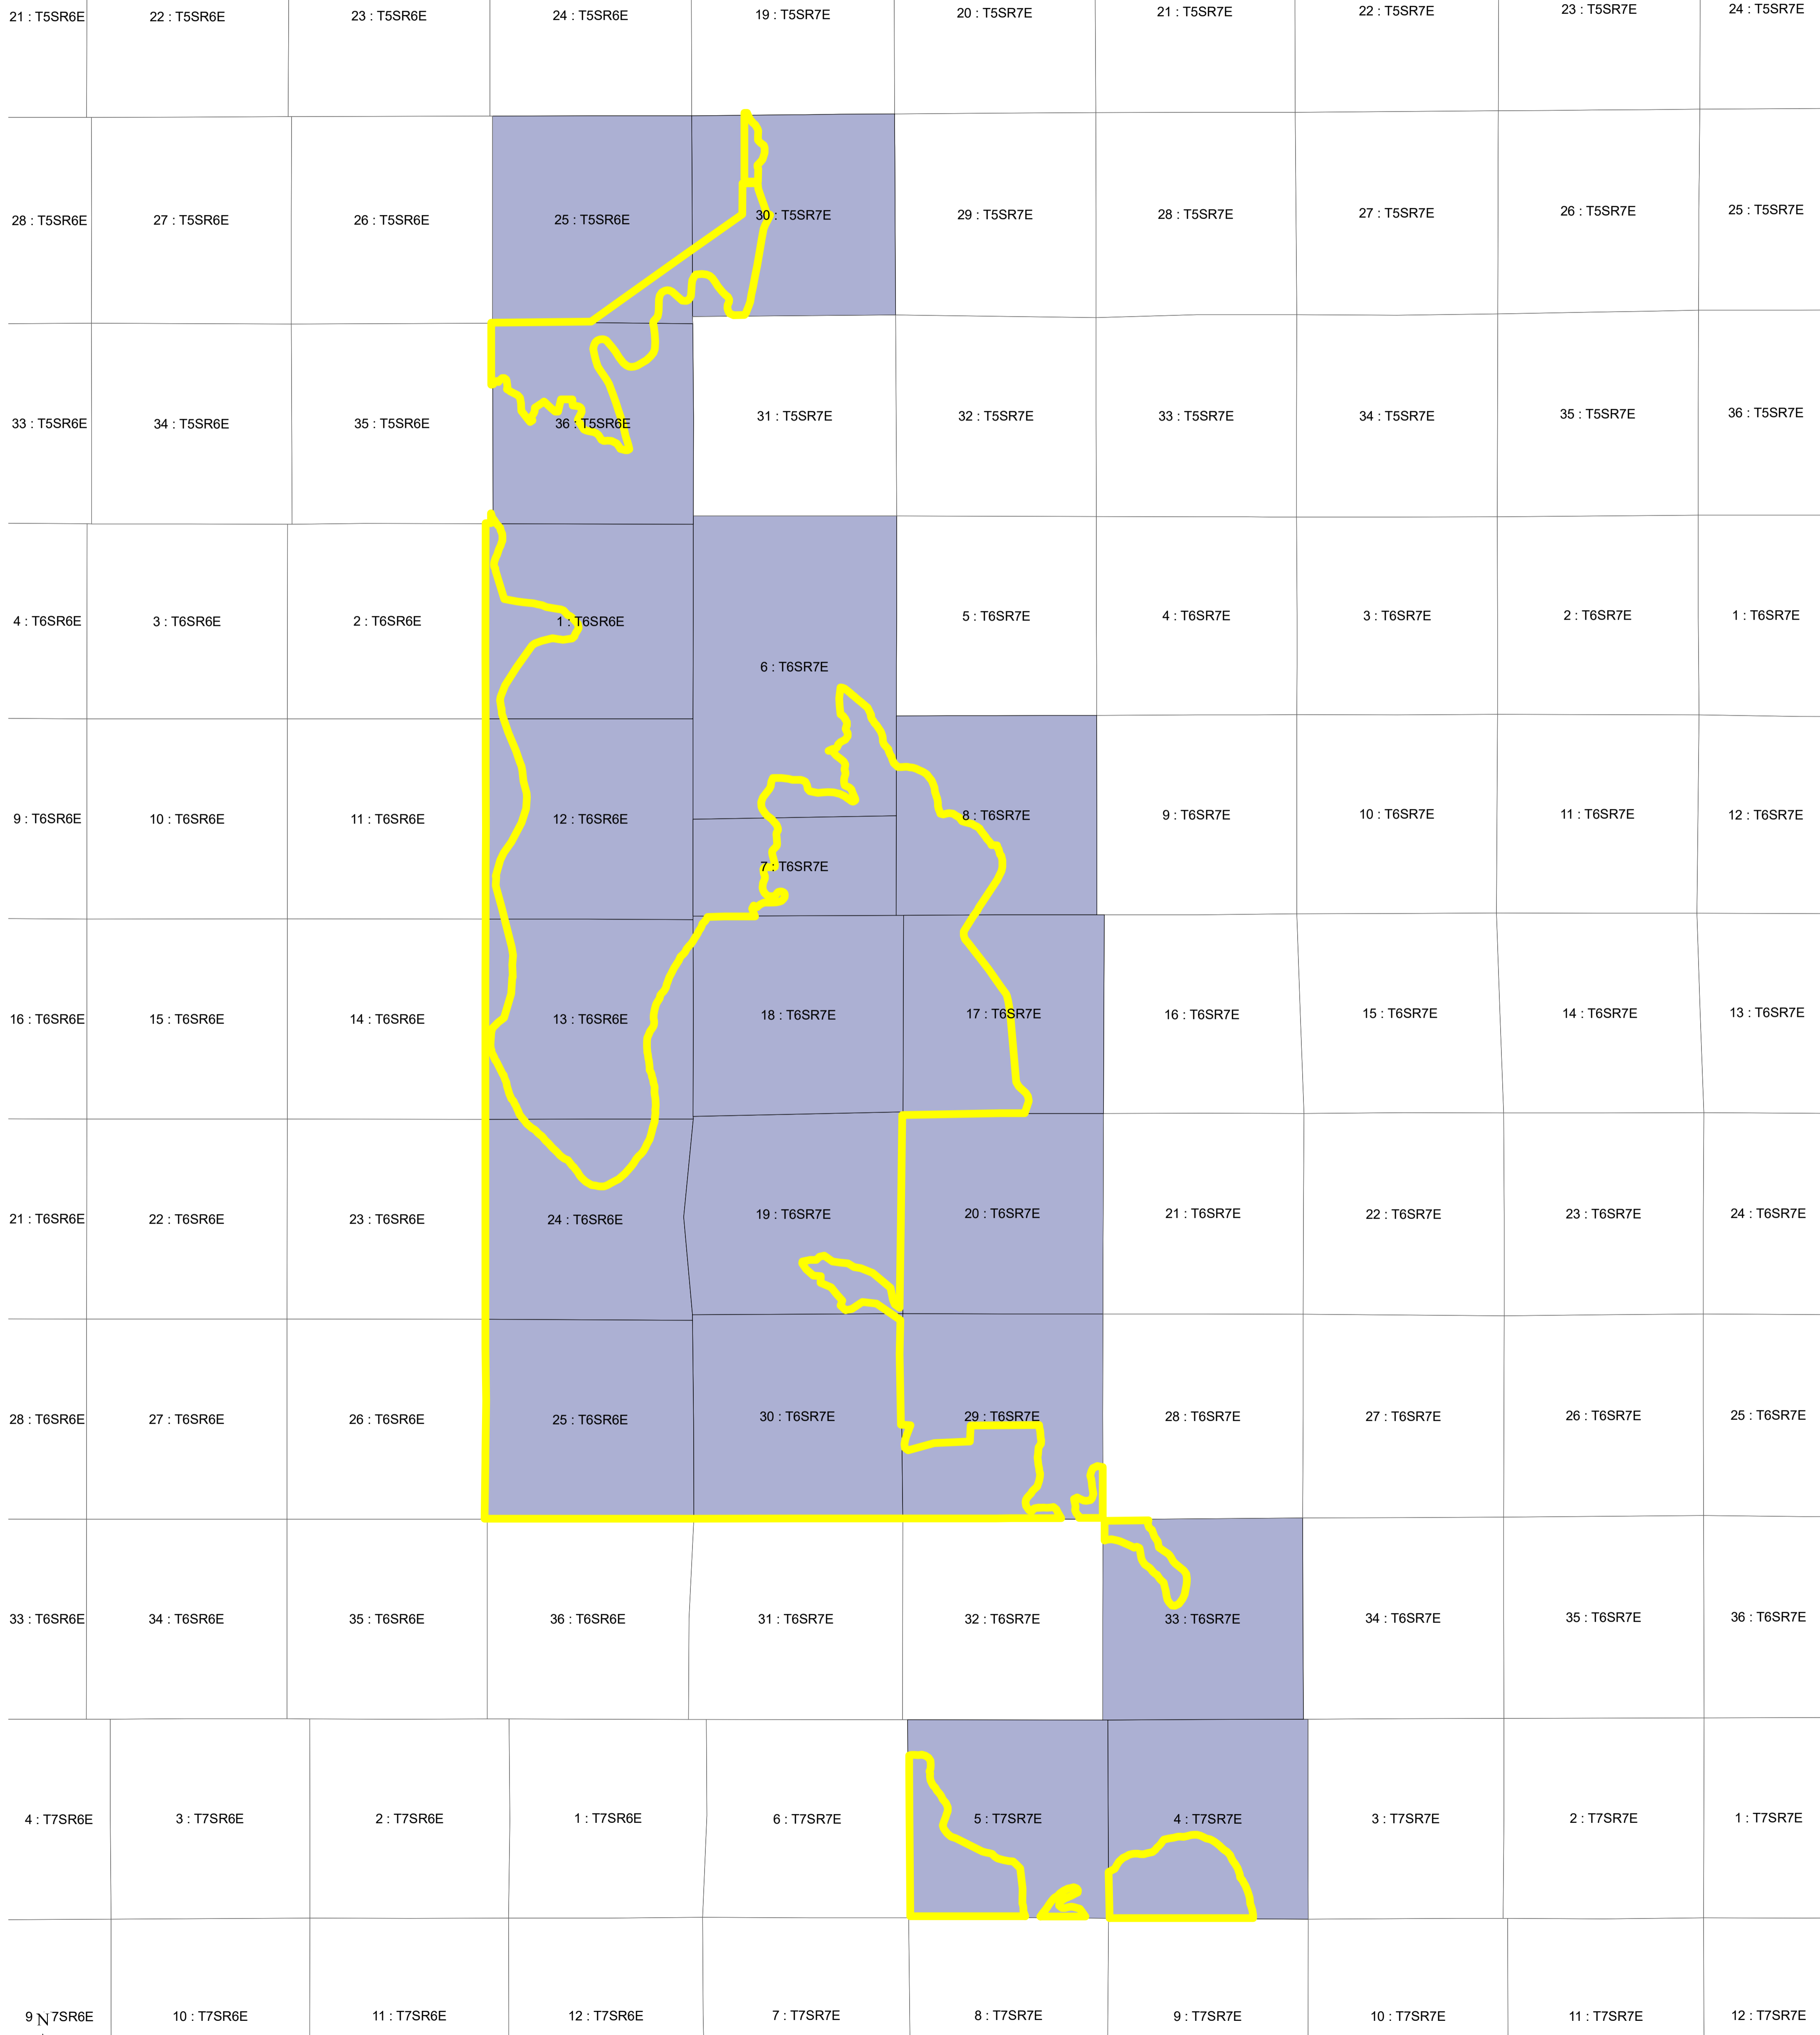 21 : T5SR6E 22 : T5SR6E 23 : T5SR6E 24 : T5SR6E 19 : T5SR7E 20 : T5SR7E 21 : T5SR7E 22 : T5SR7E 23 : T5SR7E 24 : T5SR7E
28 : T5SR6E 27 : T5SR6E 26 : T5SR6E 25 : T5SR6E 30 : T5SR7E 29 : T5SR7E 28 : T5SR7E 27 : T5SR7E 26 : T5SR7E 25 : T5SR7E
33 : T5SR6E 34 : T5SR6E 35 : T5SR6E 36 : T5SR6E 31 : T5SR7E 32 : T5SR7E 33 : T5SR7E 34 : T5SR7E 35 : T5SR7E 36 : T5SR7E
4 : T6SR6E 3 : T6SR6E 2 : T6SR6E 1 : T6SR6E 5 : T6SR7E 4 : T6SR7E 3 : T6SR7E 2 : T6SR7E 1 : T6SR7E
6 : T6SR7E
9 : T6SR6E 10 : T6SR6E 11 : T6SR6E 12 : T6SR6E 8 : T6SR7E 9 : T6SR7E 10 : T6SR7E 11 : T6SR7E 12 : T6SR7E
7 : T6SR7E
16 : T6SR6E 15 : T6SR6E 14 : T6SR6E 13 : T6SR6E 18 : T6SR7E 17 : T6SR7E 16 : T6SR7E 15 : T6SR7E 14 : T6SR7E 13 : T6SR7E
21 : T6SR6E 22 : T6SR6E 23 : T6SR6E 24 : T6SR6E 19 : T6SR7E 20 : T6SR7E 21 : T6SR7E 22 : T6SR7E 23 : T6SR7E 24 : T6SR7E
28 : T6SR6E 27 : T6SR6E 26 : T6SR6E 25 : T6SR6E 30 : T6SR7E 29 : T6SR7E 28 : T6SR7E 27 : T6SR7E 26 : T6SR7E 25 : T6SR7E
33 : T6SR6E 34 : T6SR6E 35 : T6SR6E 36 : T6SR6E 31 : T6SR7E 32 : T6SR7E 33 : T6SR7E 34 : T6SR7E 35 : T6SR7E 36 : T6SR7E
4 : T7SR6E 3 : T7SR6E 2 : T7SR6E 1 : T7SR6E 6 : T7SR7E 5 : T7SR7E 4 : T7SR7E 3 : T7SR7E 2 : T7SR7E 1 : T7SR7E
9 N 7SR6E 10 : T7SR6E 11 : T7SR6E 12 : T7SR6E 7 : T7SR7E 8 : T7SR7E 9 : T7SR7E 10 : T7SR7E 11 : T7SR7E 12 : T7SR7E